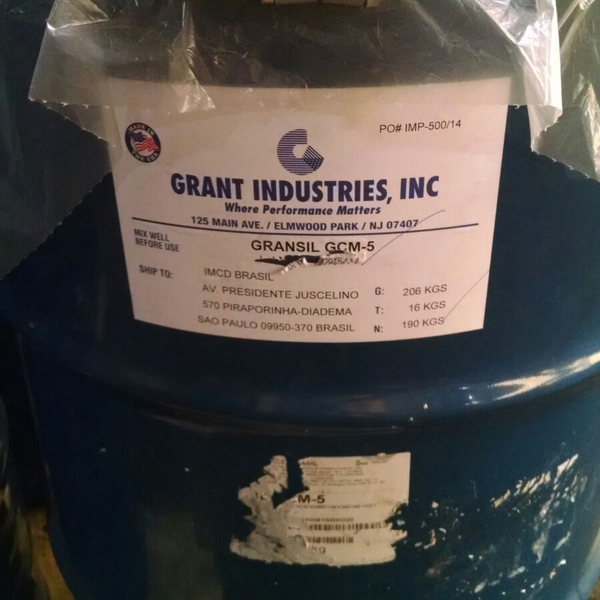 PO# IMP-500/14
MADE IN
GRANT INDUSTRIES, INC
Where Performance Matters
125 MAIN AVE. / ELMWOOD PARK / NJ 07407
MIX WELL
BEFORE USE
GRANSIL GCM-5
SHIP TO:
IMCD BRASIL
AV. PRESIDENTE JUSCELINO
570 PIRAPORINHA-DIADEMA
SAO PAULO 09950-370 BRASIL
G: 206 KGS
T: 16 KGS
N: 190 KGS
M-5